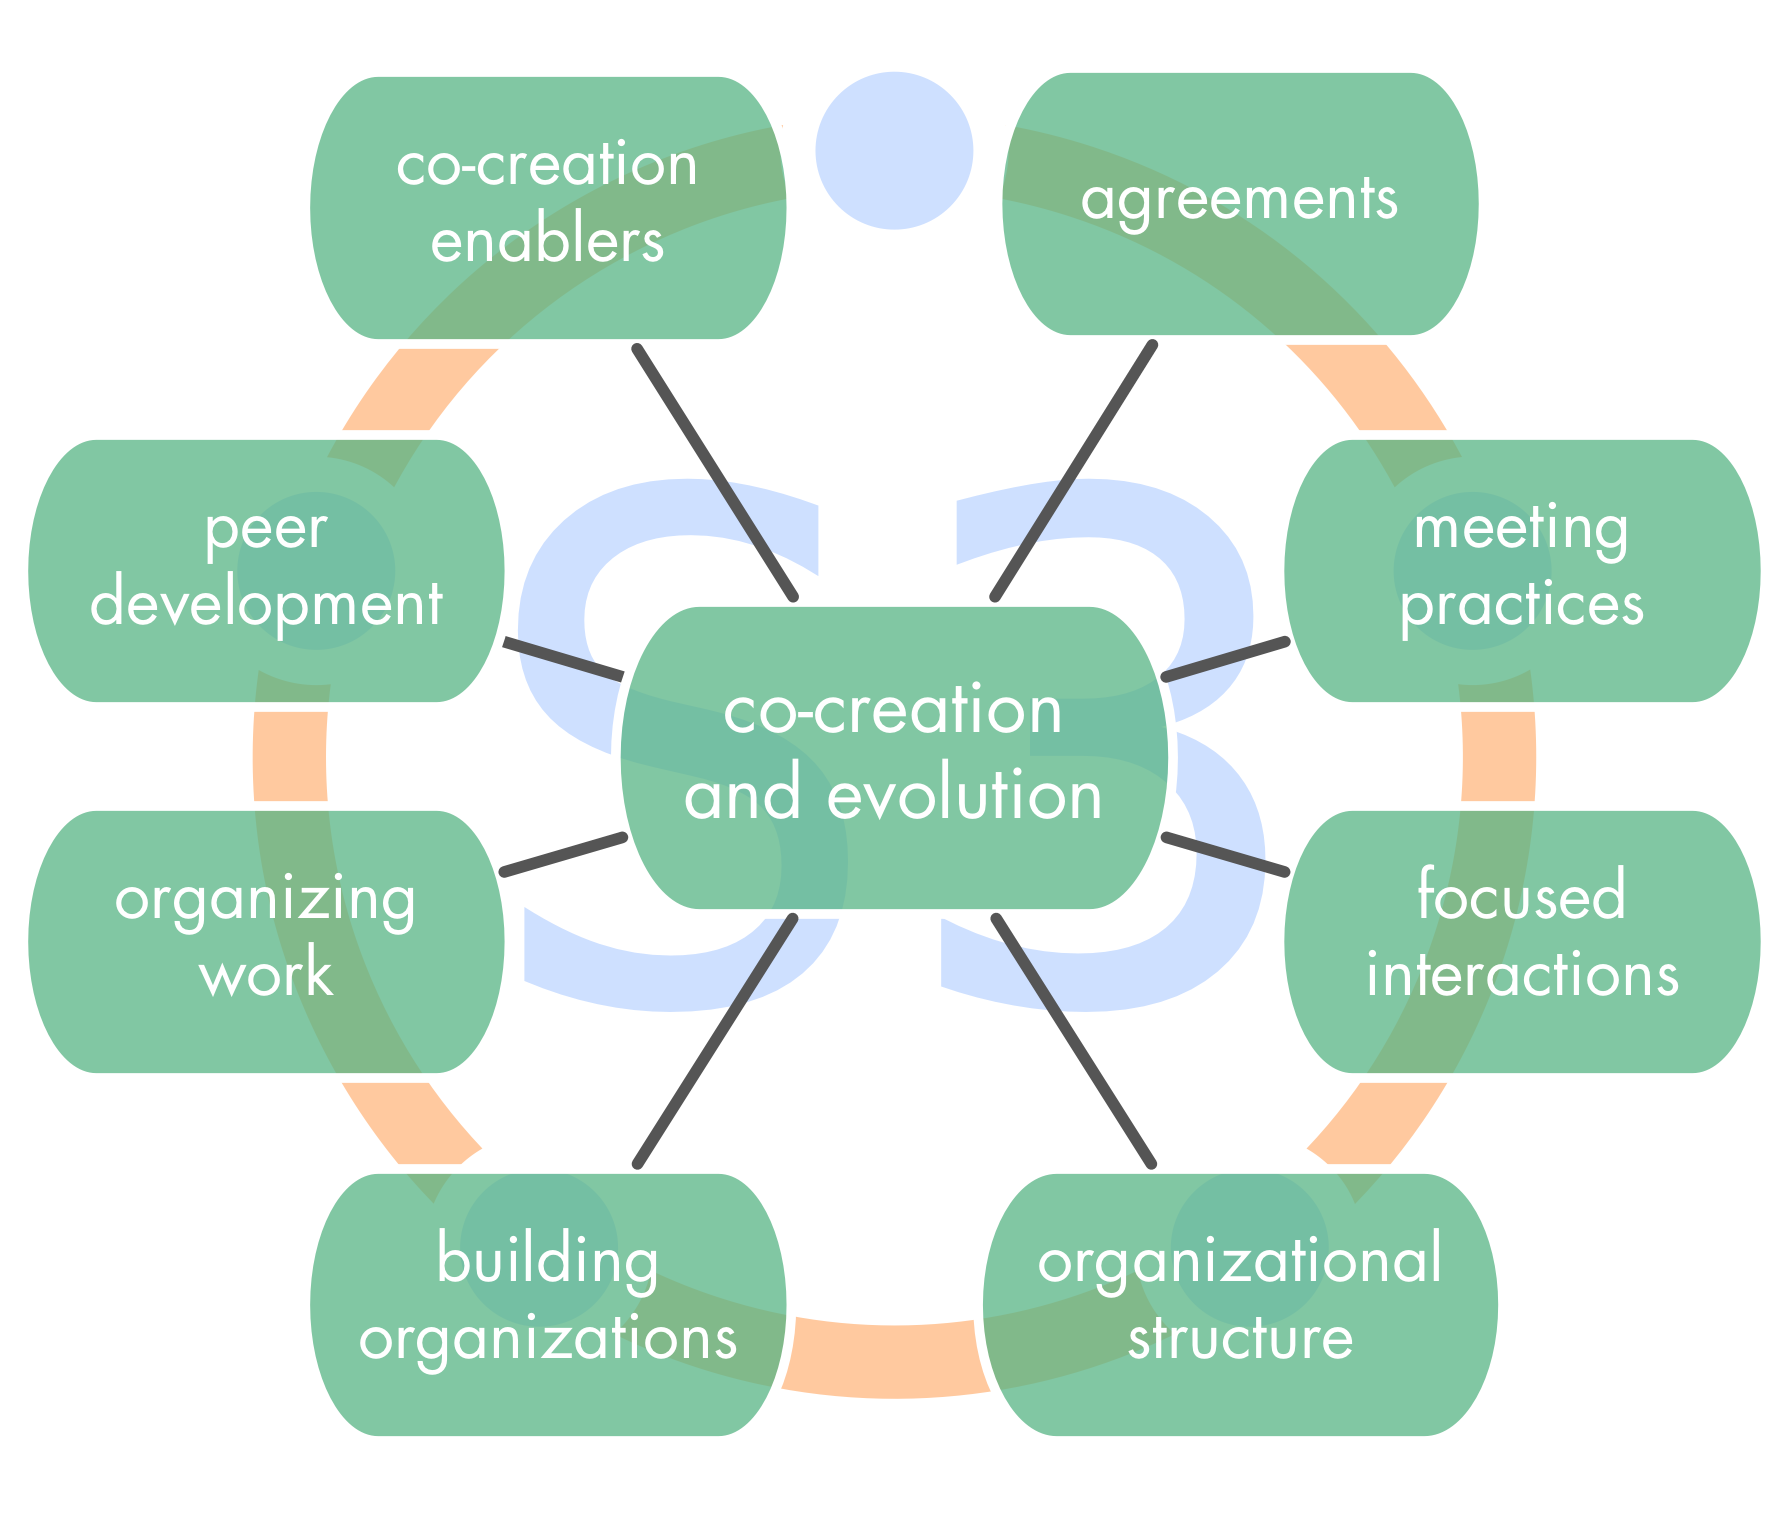 co-creation
enablers
agreements
peer
development
meeting
practices
S3
co-creation
and evolution
organizing
work
focused
interactions
building
organizations
organizational
structure